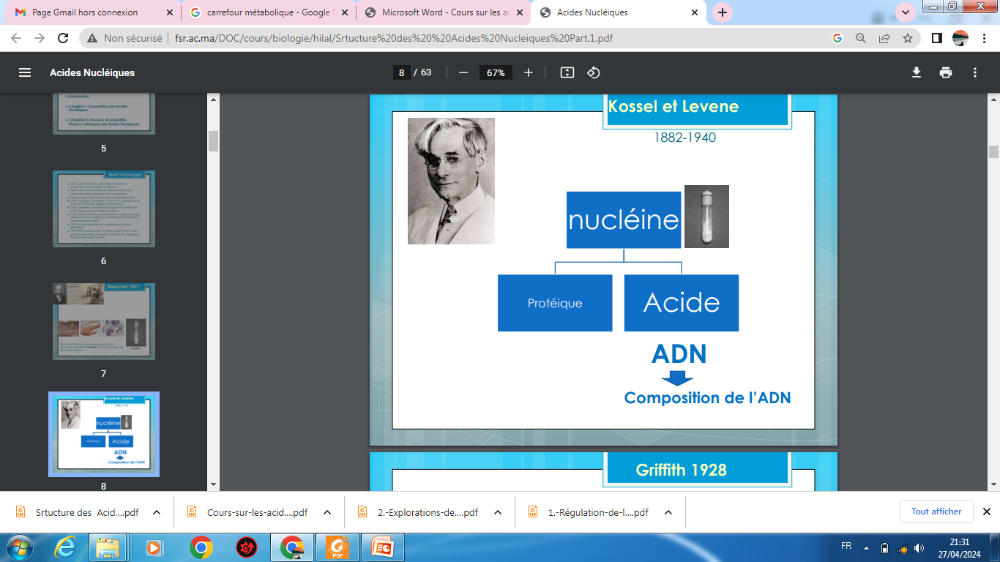 Page Gmail hors connexion
carrefour métabolique - Google S
Microsoft Word - Cours sur les ac
Acides Nucléiques
Non sécurisé
fsr.ac.ma/DOC/cours/biologie/hilal/Srtucture%20des%20%20Acides%20Nucleiques%20Part.1.pdf
Acides Nucléiques
8 / 63
67%
Introduction
Chapitre I. Composition des Acides
Nucléiques
Chapitre II. Structure et propriétés
Physico-chimiques des Acides Nucléiques
5
Brief historique
6
Miescher 1871
7
Kossel et Levene
1882-1940
nucléine
Protéique
Acide
ADN
Composition de l'ADN
8
Kossel et Levene
1882-1940
nucléine
Protéique
Acide
ADN
Composition de l'ADN
Griffith 1928
Srtucture des Acid....pdf
Cours-sur-les-acid....pdf
2.-Explorations-de....pdf
1.-Régulation-de-l....pdf
Tout afficher
PDF
FR
21:31
27/04/2024